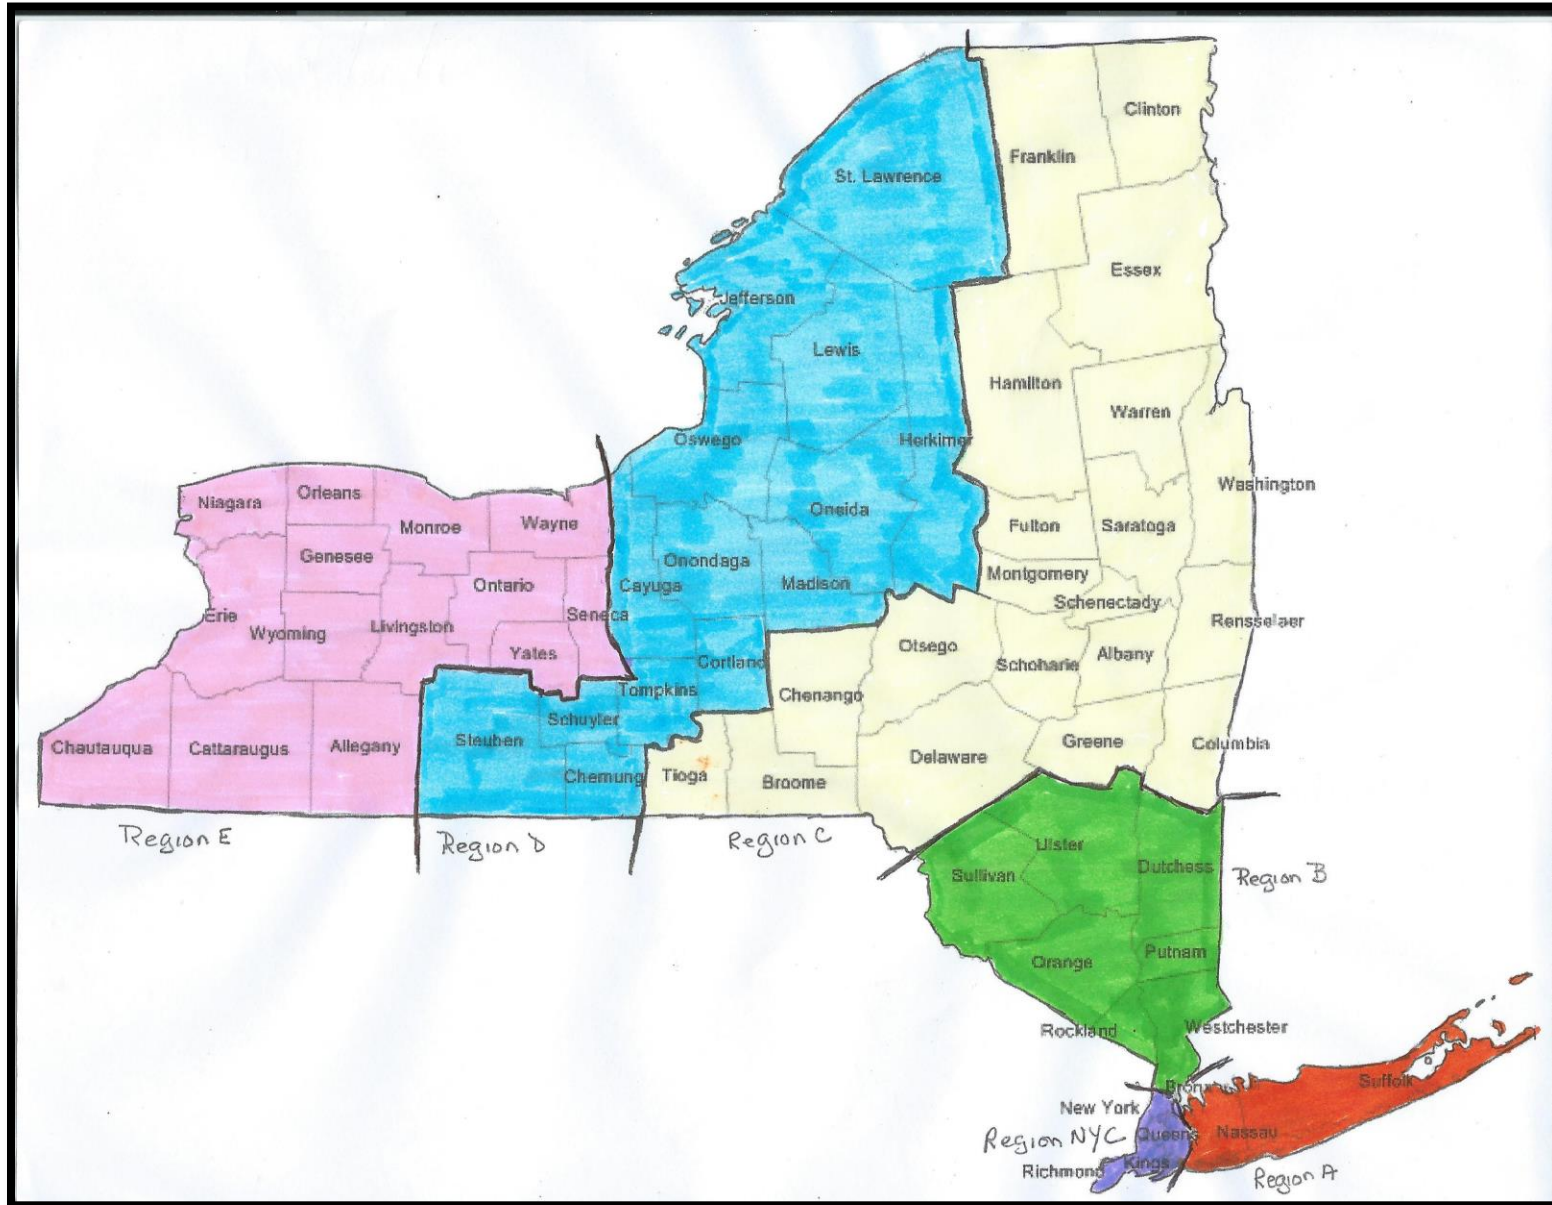 Clinton
Franklin
St. Lawrence
Essex
Jefferson
Lewis
Hamilton
Warren
Oswego
Herkimer
Washington
Niagara
Orleans
Monroe
Wayne
Oneida
Fulton
Saratoga
Genesee
Ontario
Onondaga
Cayuga
Madison
Montgomery
Schenectady
Erie
Wyoming
Livingston
Seneca
Rensselaer
Yates
Otsego
Schoharie
Albany
Cortland
Tompkins
Chenango
Chautauqua
Cattaraugus
Allegany
Steuben
Schuyler
Greene
Columbia
Delaware
Chemung
Tioga
Broome
Region E
Region D
Region C
Ulster
Sullivan
Dutchess
Region B
Orange
Putnam
Rockland
Westchester
Bronx
Suffolk
New York
Region NYC
Queens
Nassau
Richmond
Kings
Region A